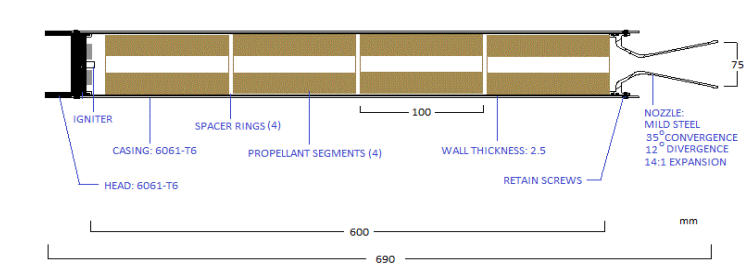 75
100
IGNITER
SPACER RINGS (4)
CASING: 6061-T6
PROPELLANT SEGMENTS (4)
WALL THICKNESS: 2.5
NOZZLE:
MILD STEEL
35° CONVERGENCE
12° DIVERGENCE
14:1 EXPANSION
HEAD: 6061-T6
RETAIN SCREWS
mm
600
690